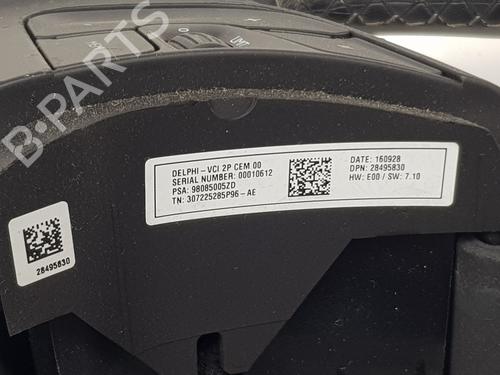 B-PARTS
LMT
DELPHI - VCI 2P CEM 00
SERIAL NUMBER: 00010612
PSA: 98085005ZD
TN: 307225285P96 - AE
DATE: 160928
DPN: 28495830
HW: E00 / SW: 7.10
28495830